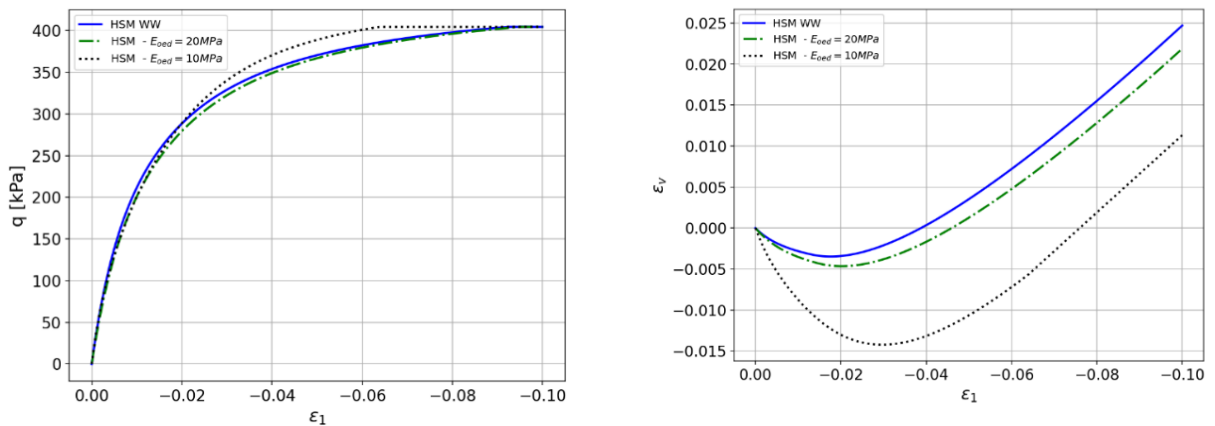 HSM WW
HSM - E_oed = 20MPa
HSM - E_oed = 10MPa
q [kPa]
400
350
300
250
200
150
100
50
0
0.00 −0.02 −0.04 −0.06 −0.08 −0.10
ε₁
HSM WW
HSM - E_oed = 20MPa
HSM - E_oed = 10MPa
ε_v
0.025
0.020
0.015
0.010
0.005
0.000
−0.005
−0.010
−0.015
0.00 −0.02 −0.04 −0.06 −0.08 −0.10
ε₁